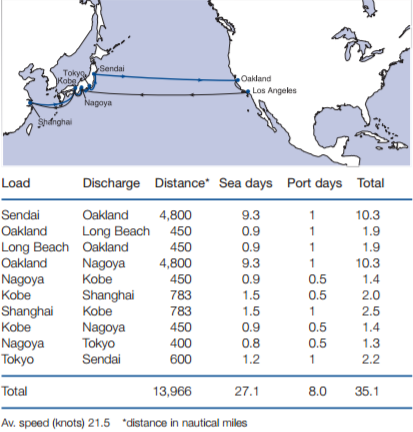 Sendai
Tokyo
Kobe
Oakland
Los Angeles
Nagoya
Shanghai
Load Discharge Distance* Sea days Port days Total
Sendai Oakland 4,800 9.3 1 10.3
Oakland Long Beach 450 0.9 1 1.9
Long Beach Oakland 450 0.9 1 1.9
Oakland Nagoya 4,800 9.3 1 10.3
Nagoya Kobe 450 0.9 0.5 1.4
Kobe Shanghai 783 1.5 0.5 2.0
Shanghai Kobe 783 1.5 1 2.5
Kobe Nagoya 450 0.9 0.5 1.4
Nagoya Tokyo 400 0.8 0.5 1.3
Tokyo Sendai 600 1.2 1 2.2
Total 13,966 27.1 8.0 35.1
Av. speed (knots) 21.5 *distance in nautical miles